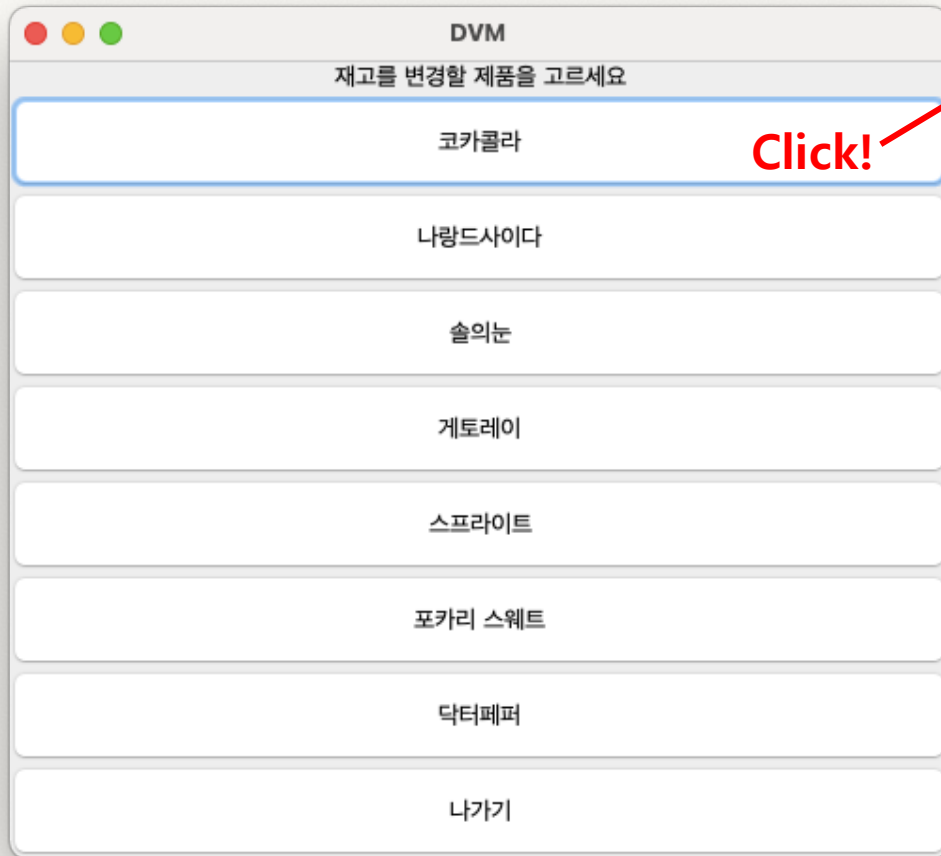 DVM
재고를 변경할 제품을 고르세요
코카콜라
Click!
나랑드사이다
솔의눈
게토레이
스프라이트
포카리 스웨트
닥터페퍼
나가기